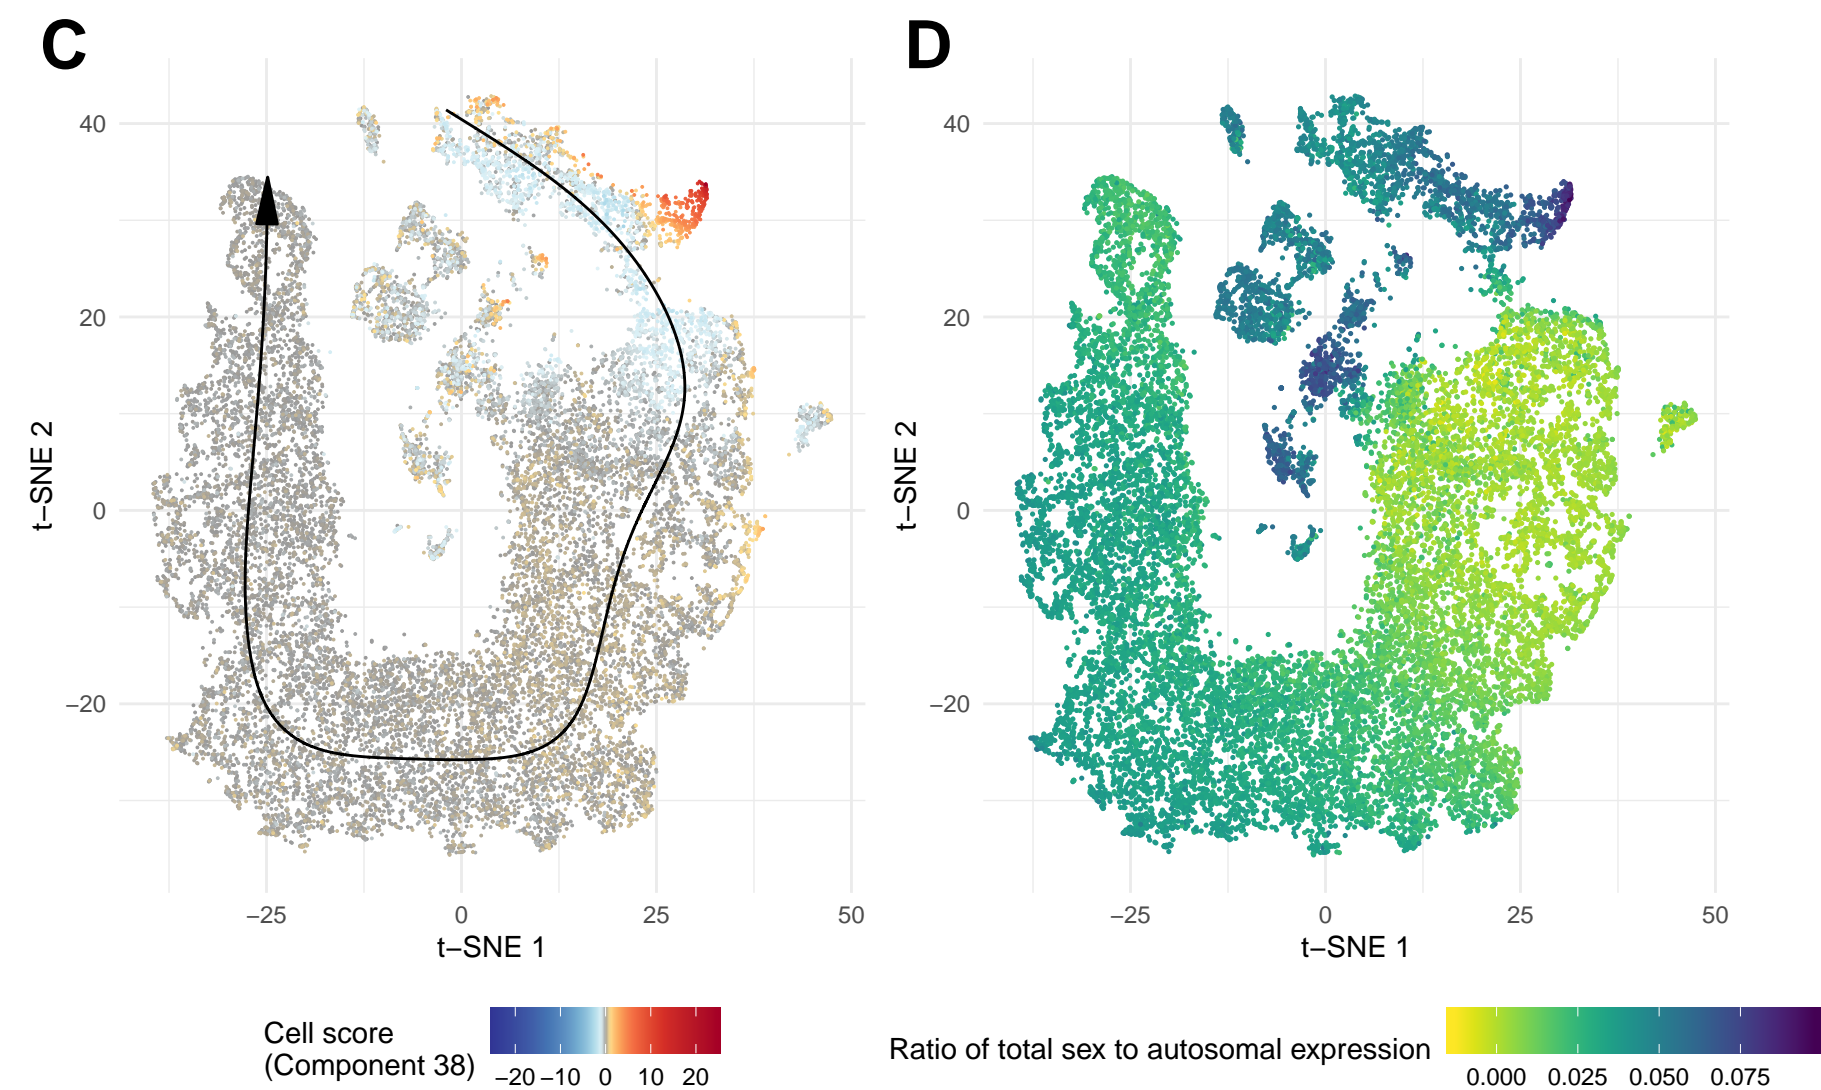 C
D
40
20
0
−20
−25
0
25
50
t−SNE 1
t−SNE 2
40
20
0
−20
−25
0
25
50
t−SNE 1
t−SNE 2
Cell score
(Component 38)
−20 −10 0 10 20
Ratio of total sex to autosomal expression
0.000 0.025 0.050 0.075